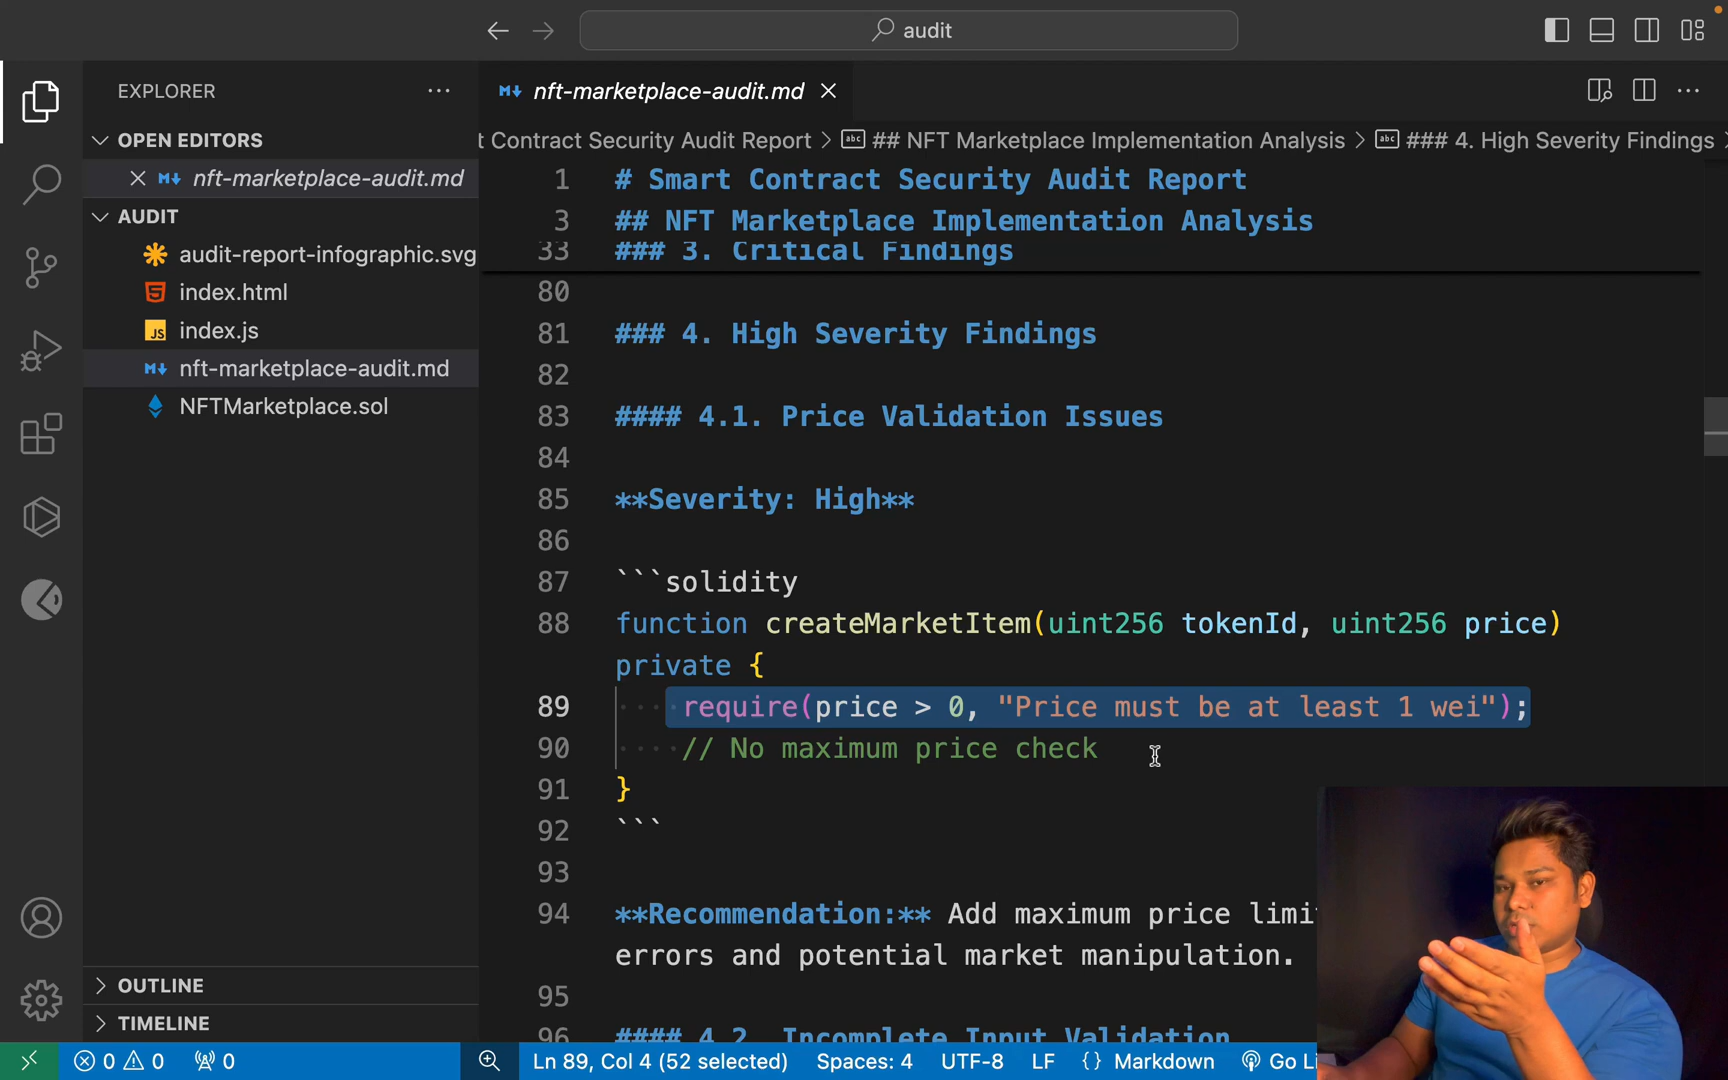 audit
EXPLORER
nft-marketplace-audit.md
OPEN EDITORS
t Contract Security Audit Report > ## NFT Marketplace Implementation Analysis > ### 4. High Severity Findings
nft-marketplace-audit.md
1 # Smart Contract Security Audit Report
AUDIT
3 ## NFT Marketplace Implementation Analysis
audit-report-infographic.svg
33 ### 3. Critical Findings
index.html
80
index.js
81 ### 4. High Severity Findings
nft-marketplace-audit.md
82
NFTMarketplace.sol
83 #### 4.1. Price Validation Issues
84
85 **Severity: High**
86
87 ```solidity
88 function createMarketItem(uint256 tokenId, uint256 price)
private {
89 require(price > 0, "Price must be at least 1 wei");
90 // No maximum price check
91 }
92 ```
93
94 **Recommendation:** Add maximum price limi
errors and potential market manipulation.
OUTLINE
95
TIMELINE
96 #### 4.2. Incomplete Input Validation
0 0 0 Ln 89, Col 4 (52 selected) Spaces: 4 UTF-8 LF {} Markdown Go Li